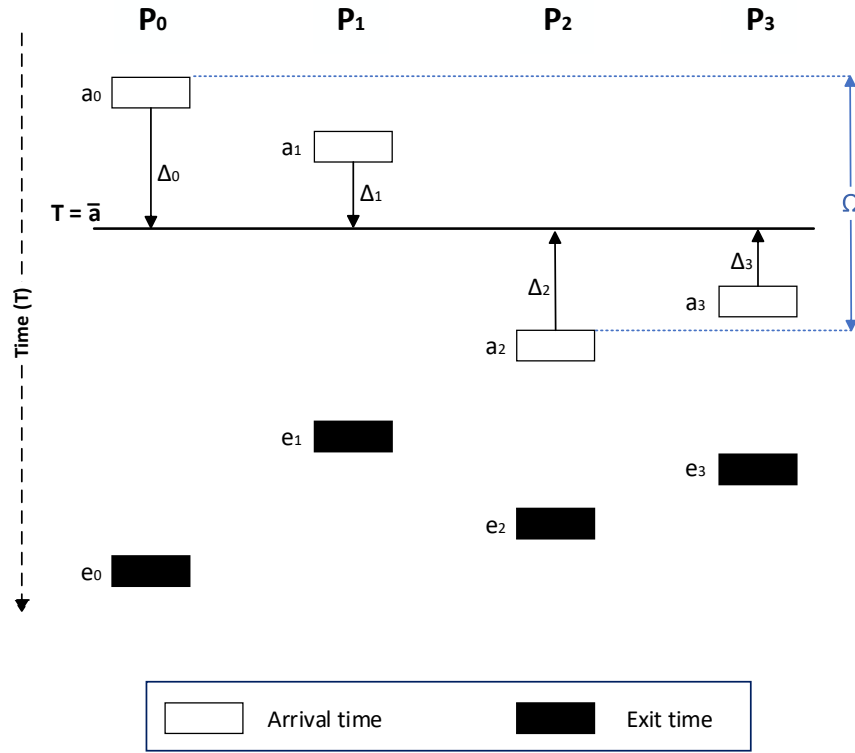 P₀ P₁ P₂ P₃
a₀
a₁
Δ₀
Δ₁
T = a̅
Ω
Δ₃
Δ₂
a₃
Time (T)
a₂
e₁
e₃
e₂
e₀
Arrival time Exit time